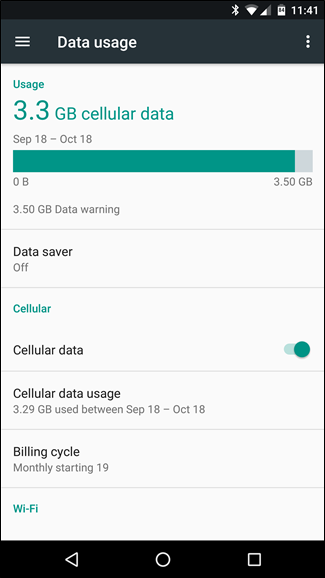 11:41
Data usage
Usage
3.3 GB cellular data
Sep 18 – Oct 18
0 B 3.50 GB
3.50 GB Data warning
Data saver
Off
Cellular
Cellular data
Cellular data usage
3.29 GB used between Sep 18 – Oct 18
Billing cycle
Monthly starting 19
Wi-Fi